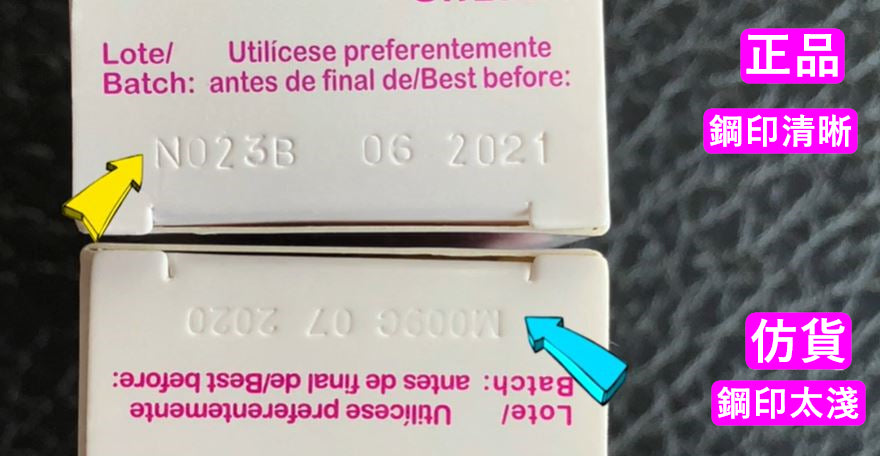 Lote/ Utilícese preferentemente
Batch: antes de final de/Best before:
N023B 06 2021
正品
鋼印清晰
Lote/ Utilícese preferentemente
Batch: antes de final de/Best before:
M009C 07 2020
仿貨
鋼印太淺